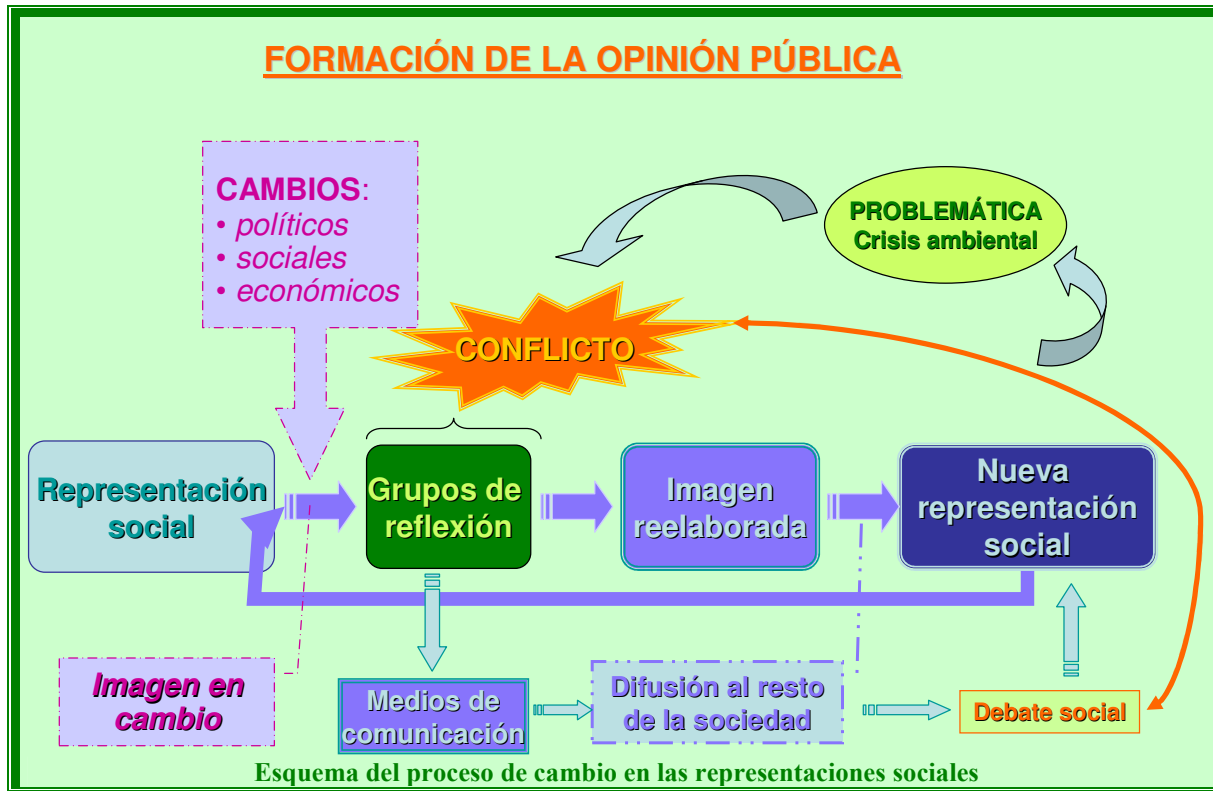 FORMACIÓN DE LA OPINIÓN PÚBLICA
CAMBIOS:
• políticos
• sociales
• económicos
PROBLEMÁTICA
Crisis ambiental
CONFLICTO
Representación
social
Grupos de
reflexión
Imagen
reelaborada
Nueva
representación
social
Imagen en
cambio
Medios de
comunicación
Difusión al resto
de la sociedad
Debate social
Esquema del proceso de cambio en las representaciones sociales